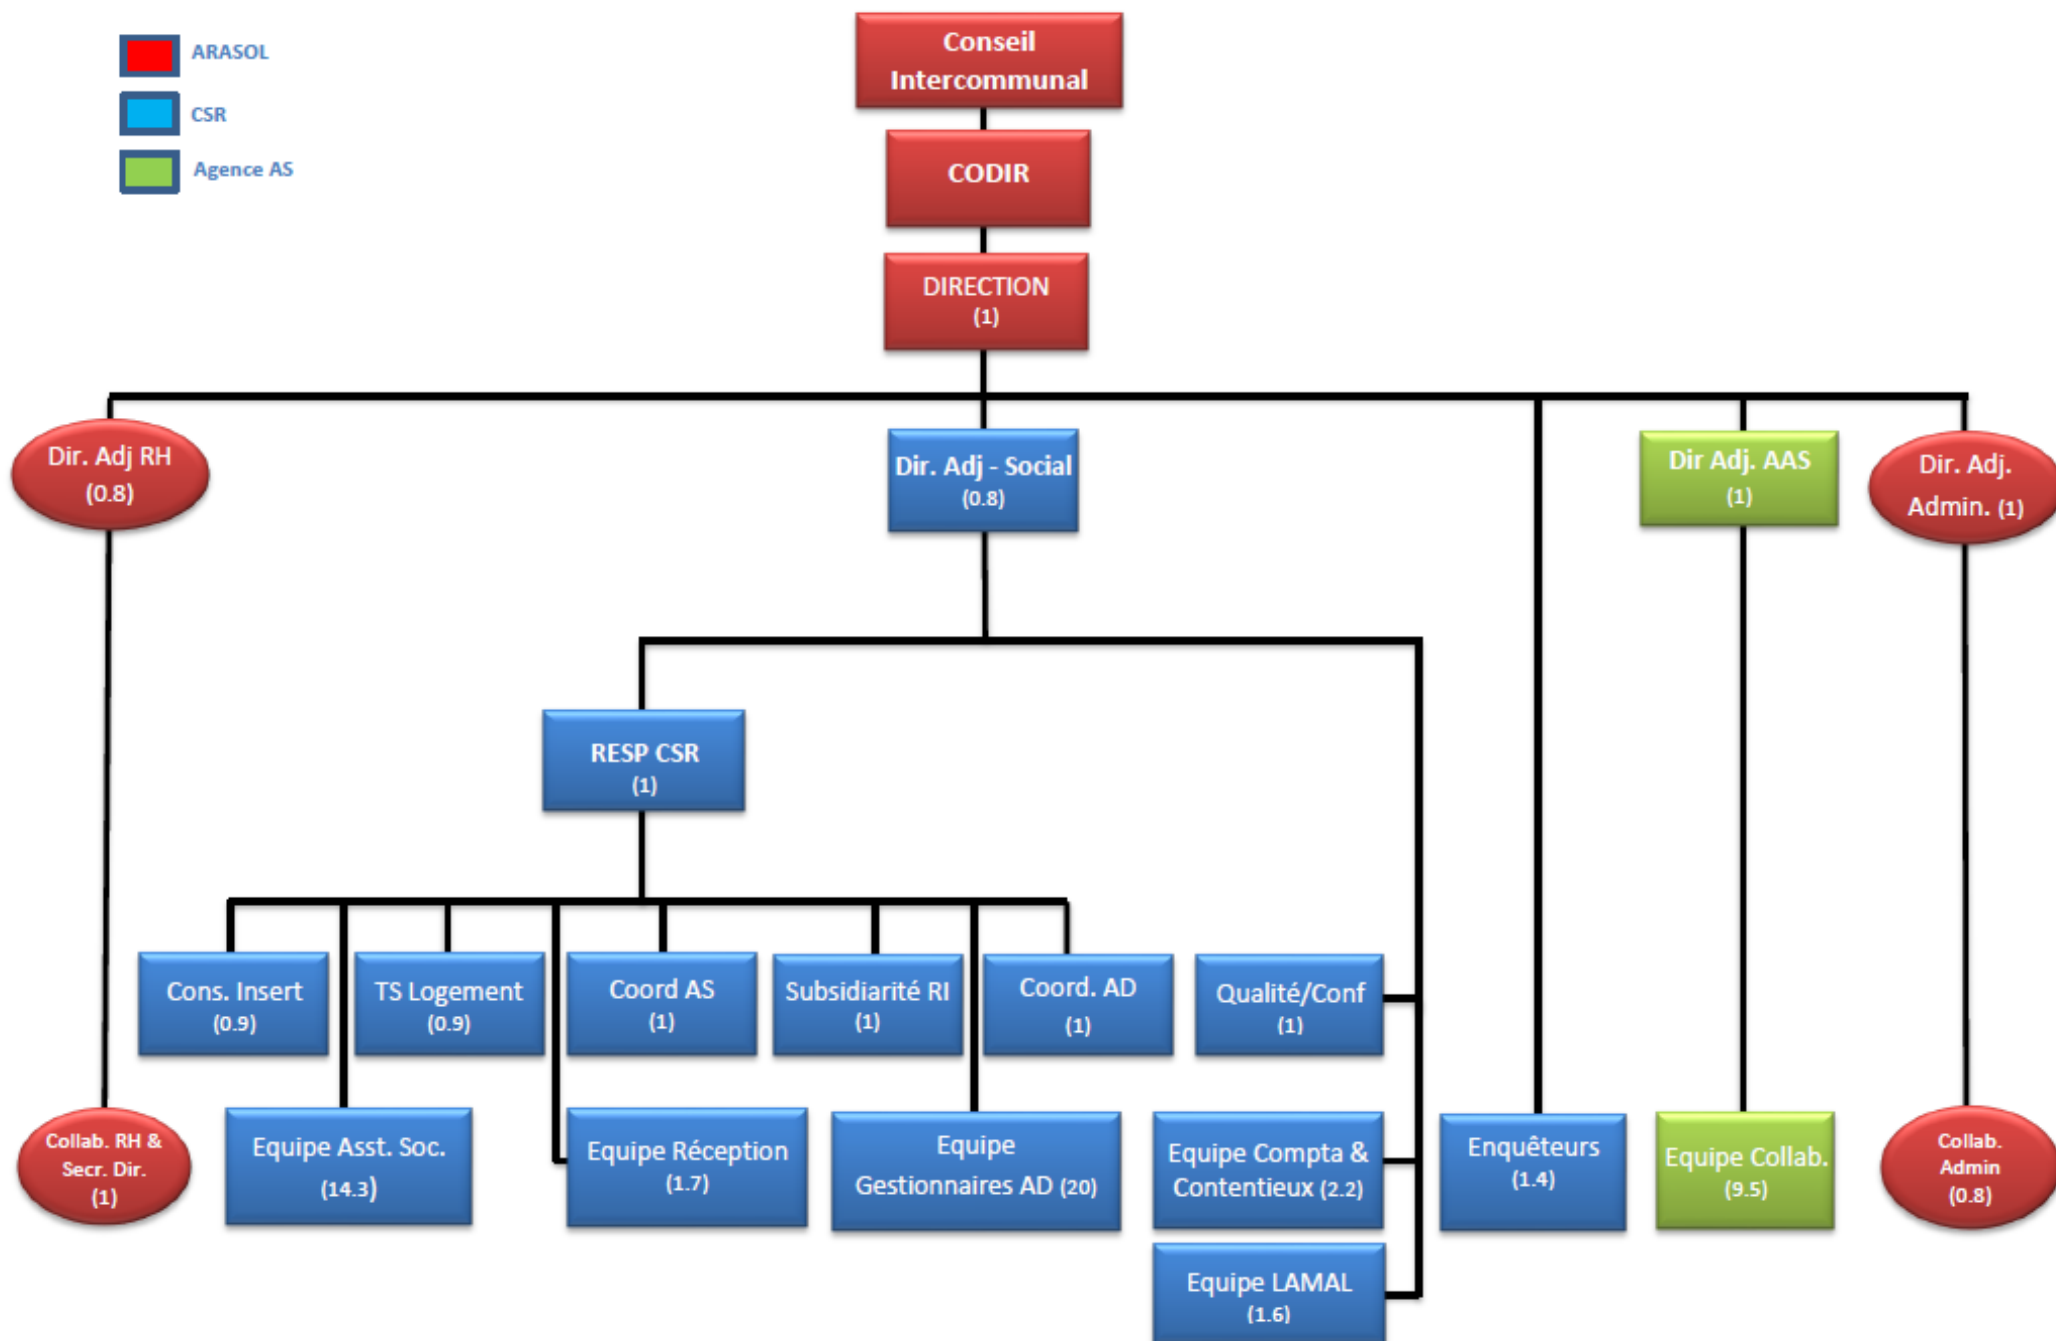 ARASOL
CSR
Agence AS
Conseil
Intercommunal
CODIR
DIRECTION
(1)
Dir. Adj RH
(0.8)
Dir. Adj - Social
(0.8)
Dir Adj. AAS
(1)
Dir. Adj.
Admin. (1)
RESP CSR
(1)
Cons. Insert
(0.9)
TS Logement
(0.9)
Coord AS
(1)
Subsidiarité RI
(1)
Coord. AD
(1)
Qualité/Conf
(1)
Collab. RH &
Secr. Dir.
(1)
Equipe Asst. Soc.
(14.3)
Equipe Réception
(1.7)
Equipe
Gestionnaires AD (20)
Equipe Compta &
Contentieux (2.2)
Enquêteurs
(1.4)
Equipe Collab.
(9.5)
Collab.
Admin
(0.8)
Equipe LAMAL
(1.6)